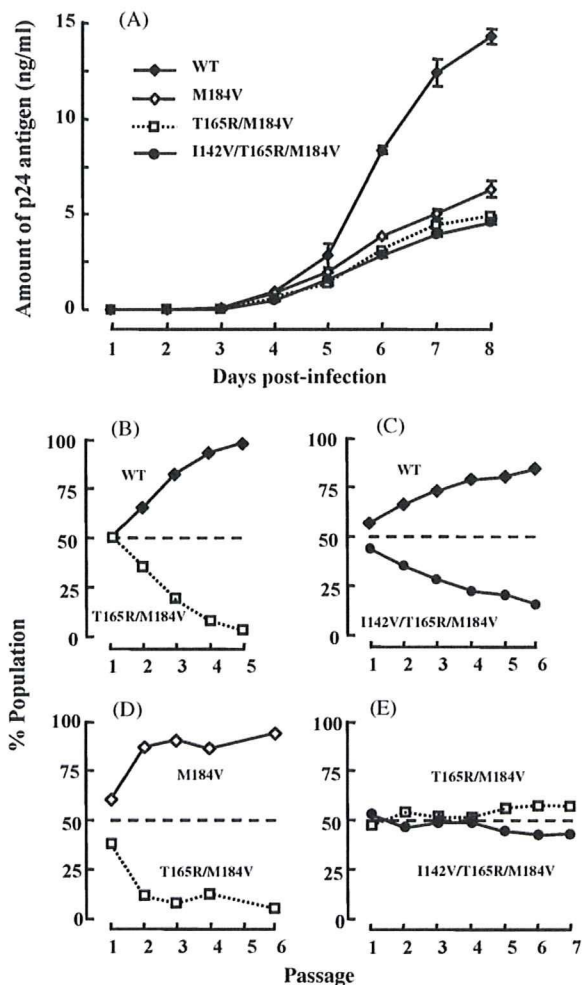 (A)
15
10
5
0
Amount of p24 antigen (ng/ml)
WT
M184V
T165R/M184V
I142V/T165R/M184V
1 2 3 4 5 6 7 8
Days post-infection
(B)
100
75
50
25
0
WT
T165R/M184V
1 2 3 4 5
(C)
100
75
50
25
0
WT
I142V/T165R/M184V
1 2 3 4 5 6
% Population
(D)
100
75
50
25
0
M184V
T165R/M184V
1 2 3 4 5 6
(E)
100
75
50
25
0
T165R/M184V
I142V/T165R/M184V
1 2 3 4 5 6 7
Passage